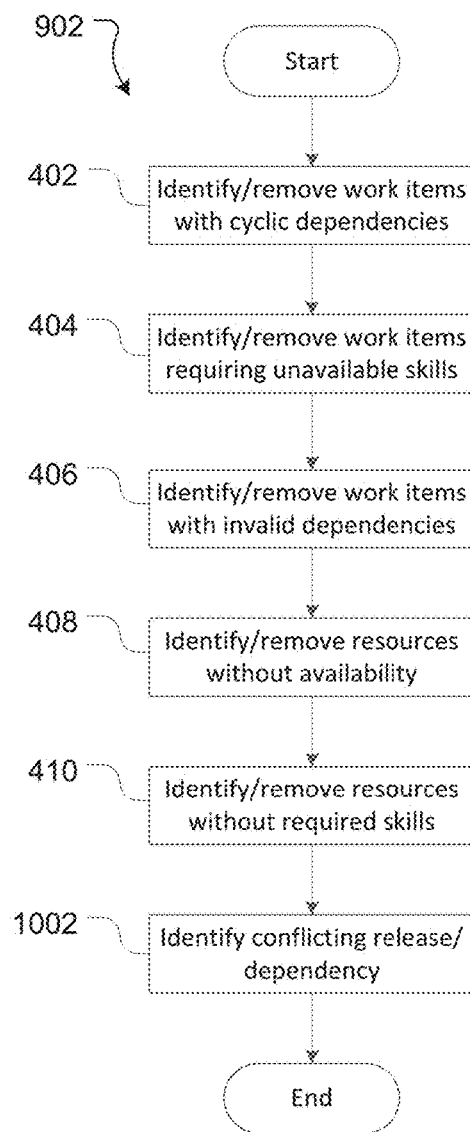 902
Start
402
Identify/remove work items
with cyclic dependencies
404
Identify/remove work items
requiring unavailable skills
406
Identify/remove work items
with invalid dependencies
408
Identify/remove resources
without availability
410
Identify/remove resources
without required skills
1002
Identify conflicting release/
dependency
End